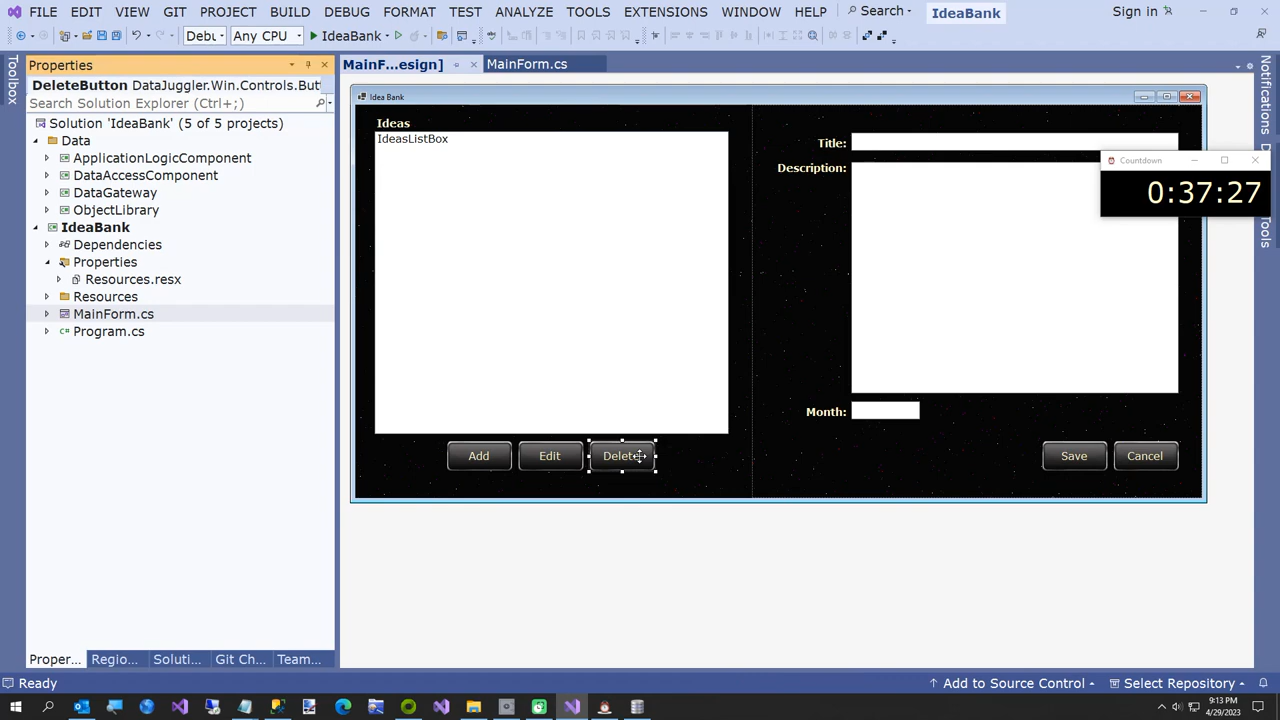 FILE EDIT VIEW GIT PROJECT BUILD DEBUG FORMAT TEST ANALYZE TOOLS EXTENSIONS WINDOW HELP Search IdeaBank Sign in
Debu Any CPU IdeaBank
Toolbox
Properties
DeleteButton DataJuggler.Win.Controls.But
Search Solution Explorer (Ctrl+;)
Solution 'IdeaBank' (5 of 5 projects)
Data
ApplicationLogicComponent
DataAccessComponent
DataGateway
ObjectLibrary
IdeaBank
Dependencies
Properties
Resources.resx
Resources
MainForm.cs
Program.cs
Proper... Regio... Soluti... Git Ch... Team...
MainF...esign] MainForm.cs
Idea Bank
Ideas
IdeasListBox
Add Edit Delete
Title:
Description:
Month:
Save Cancel
Countdown
0:37:27
Notifications
Ready Add to Source Control Select Repository
9:13 PM
4/29/2023